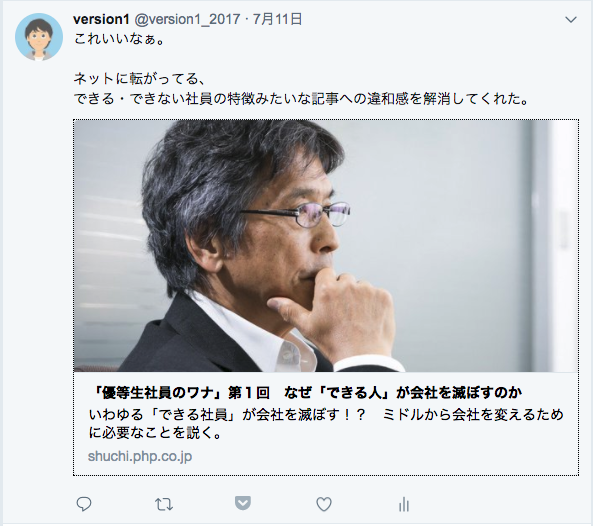 version1 @version1_2017 · 7月11日
これいいなぁ。
ネットに転がってる、
できる・できない社員の特徴みたいな記事への違和感を解消してくれた。
「優等生社員のワナ」第１回　なぜ「できる人」が会社を滅ぼすのか
いわゆる「できる社員」が会社を滅ぼす！？　ミドルから会社を変えるため
に必要なことを説く。
shuchi.php.co.jp